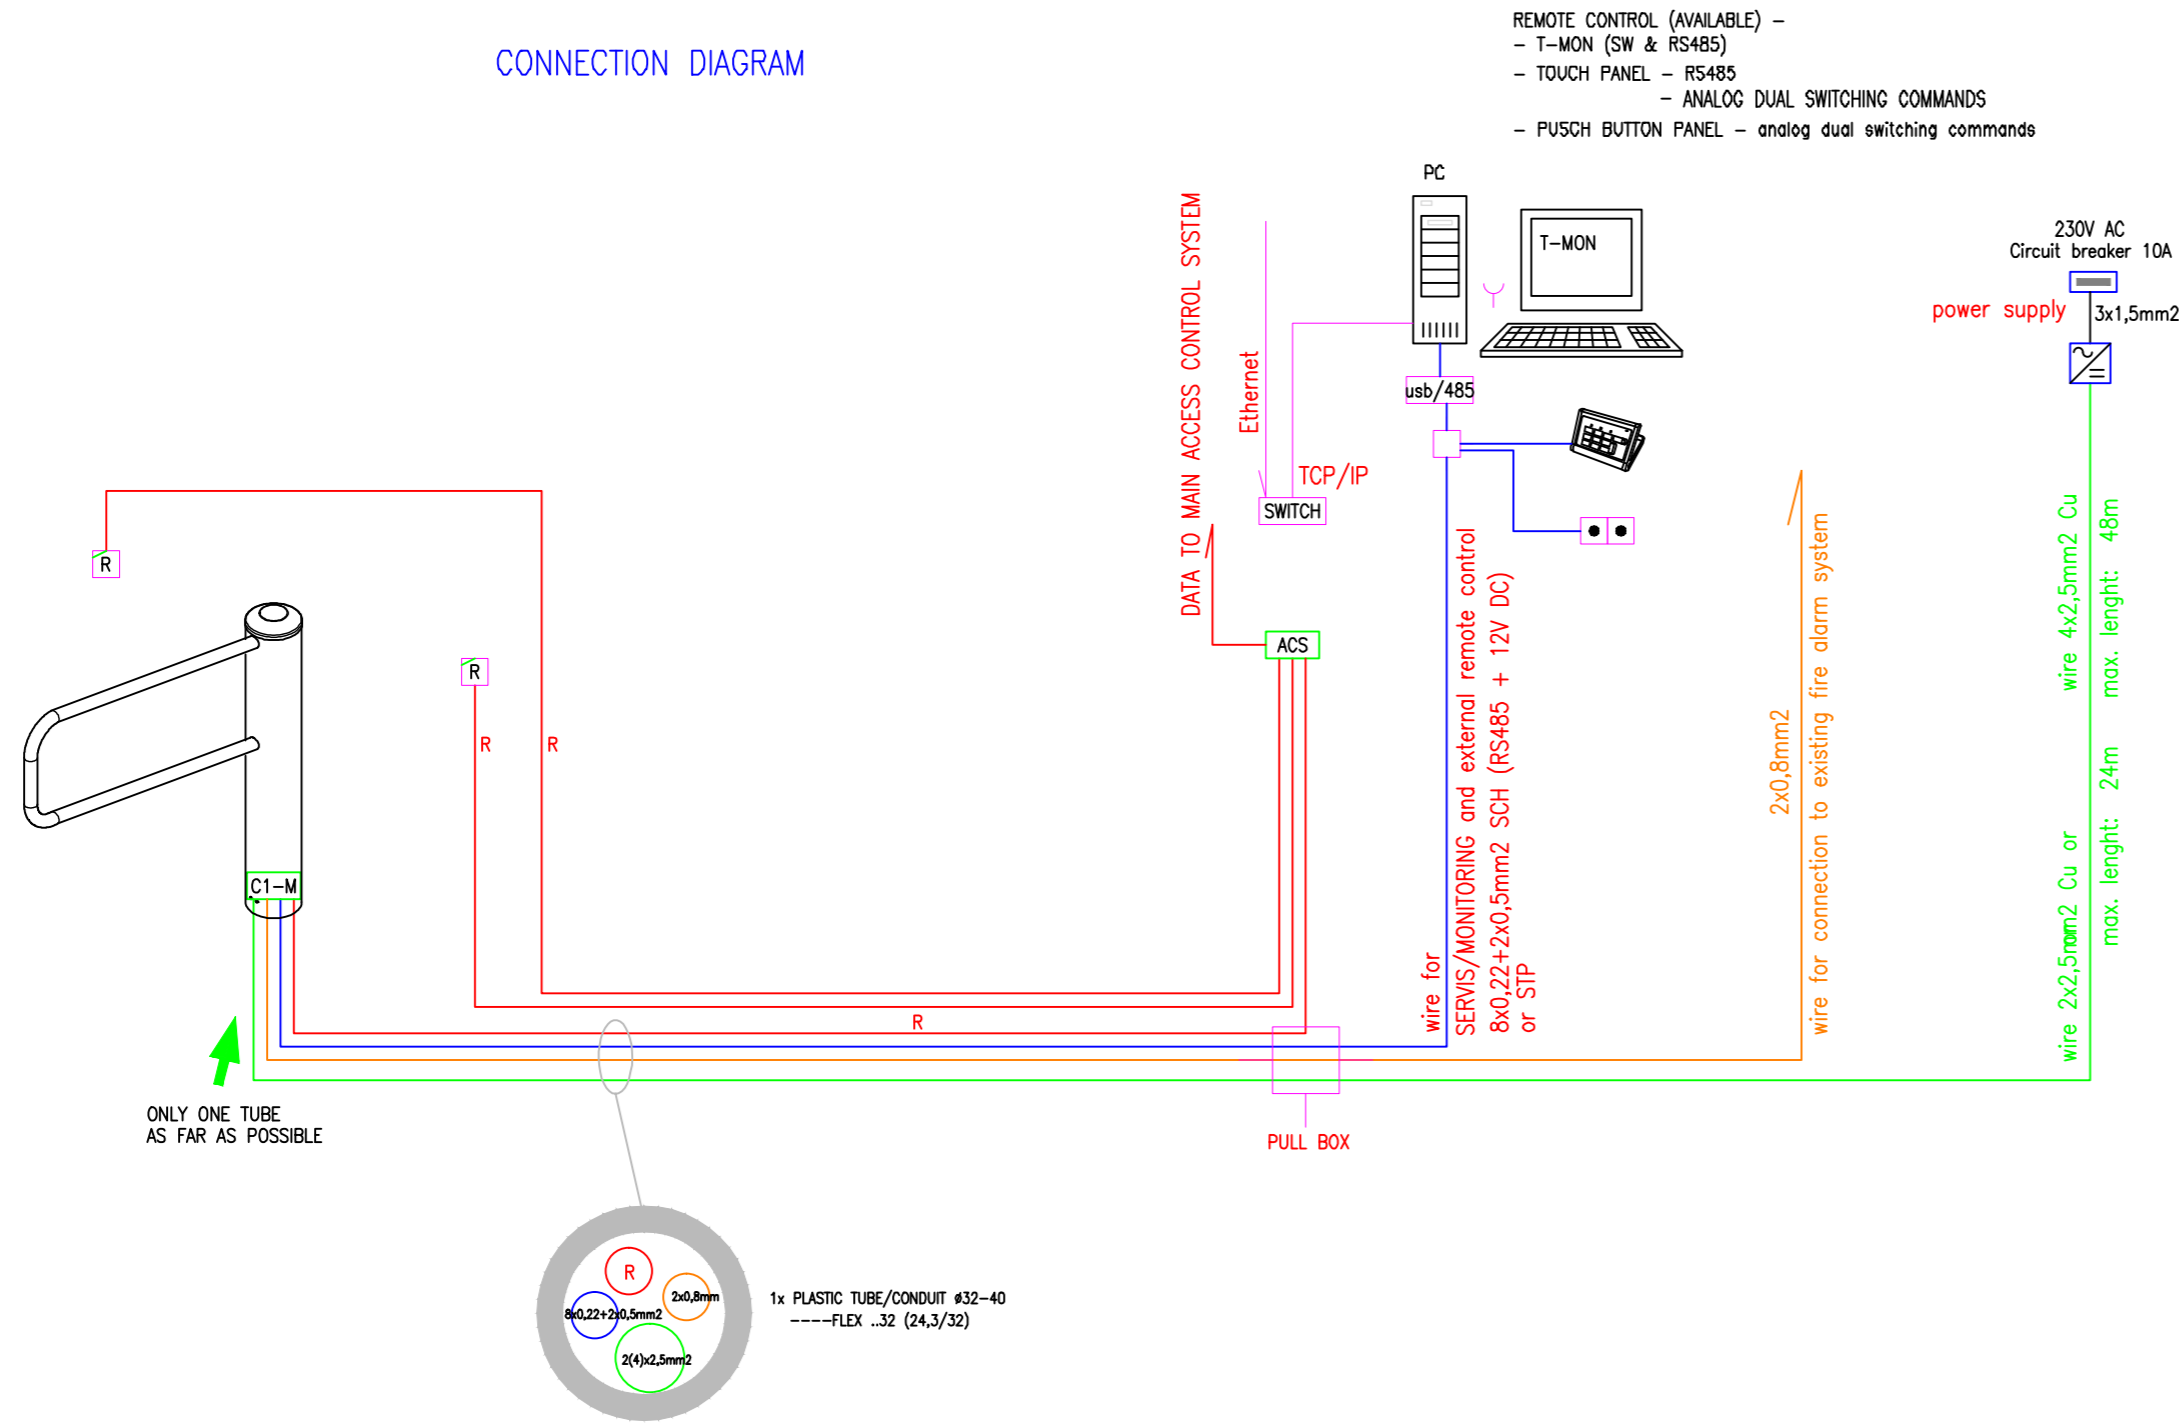 CONNECTION DIAGRAM
REMOTE CONTROL (AVAILABLE) –
– T–MON (SW & RS485)
– TOUCH PANEL – R5485
– ANALOG DUAL SWITCHING COMMANDS
– PU5CH BUTTON PANEL – analog dual switching commands
PC
T–MON
230V AC
Circuit breaker 10A
power supply
3x1,5mm2
usb/485
DATA TO MAIN ACCESS CONTROL SYSTEM
Ethernet
TCP/IP
SWITCH
ACS
R
R
R
R
R
C1–M
wire for
SERVIS/MONITORING and external remote control
8x0,22+2x0,5mm2 SCH (RS485 + 12V DC)
or STP
2x0,8mm2
wire for connection to existing fire alarm system
wire 2x2,5mm2 Cu or
wire 4x2,5mm2 Cu
max. lenght: 24m
max. lenght: 48m
ONLY ONE TUBE
AS FAR AS POSSIBLE
PULL BOX
R
2x0,8mm
8x0,22+2x0,5mm2
2(4)x2,5mm2
1x PLASTIC TUBE/CONDUIT ø32–40
––––FLEX ..32 (24,3/32)